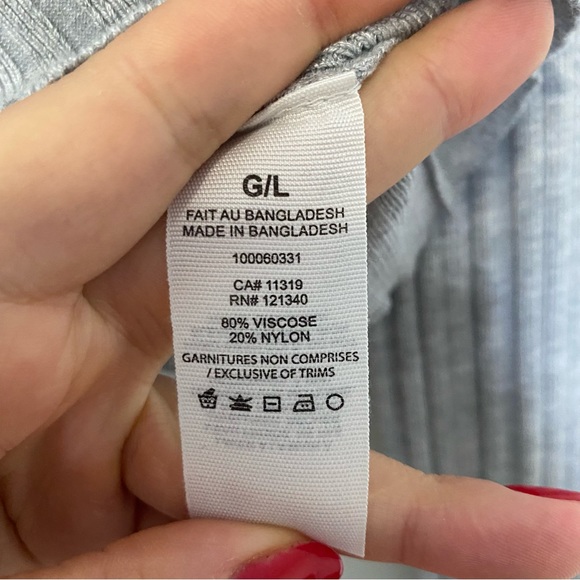 G/L
FAIT AU BANGLADESH
MADE IN BANGLADESH
100060331
CA# 11319
RN# 121340
80% VISCOSE
20% NYLON
GARNITURES NON COMPRISES
/ EXCLUSIVE OF TRIMS